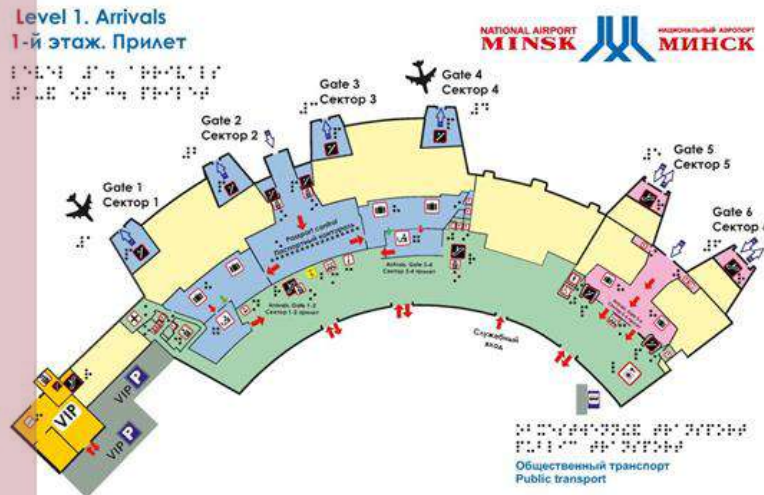 Level 1. Arrivals
1-й этаж. Прилет
NATIONAL AIRPORT
MINSK
НАЦИОНАЛЬНЫЙ АЭРОПОРТ
МИНСК
Gate 1
Сектор 1
Gate 2
Сектор 2
Gate 3
Сектор 3
Gate 4
Сектор 4
Gate 5
Сектор 5
Gate 6
Сектор
Passport control
Паспортный контроль
Arrivals. Gate 1-2
Сектор 1-2 прилет
Arrivals. Gate 3-4
Сектор 3-4 прилет
Служебный
вход
VIP
VIP P
VIP P
Общественный транспорт
Public transport